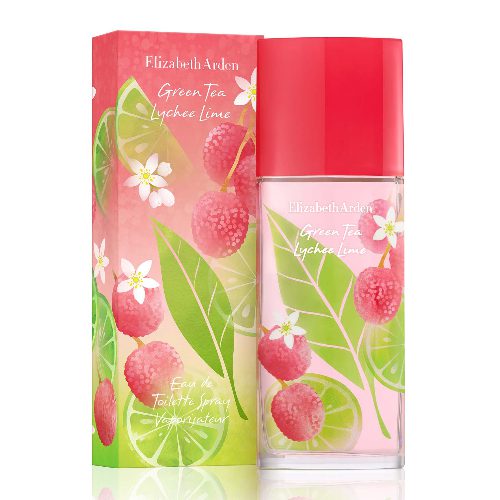 Elizabeth Arden
Green Tea
Lychee Lime
Eau de
Toilette Spray
Vaporisateur
Elizabeth Arden
Green Tea
Lychee Lime